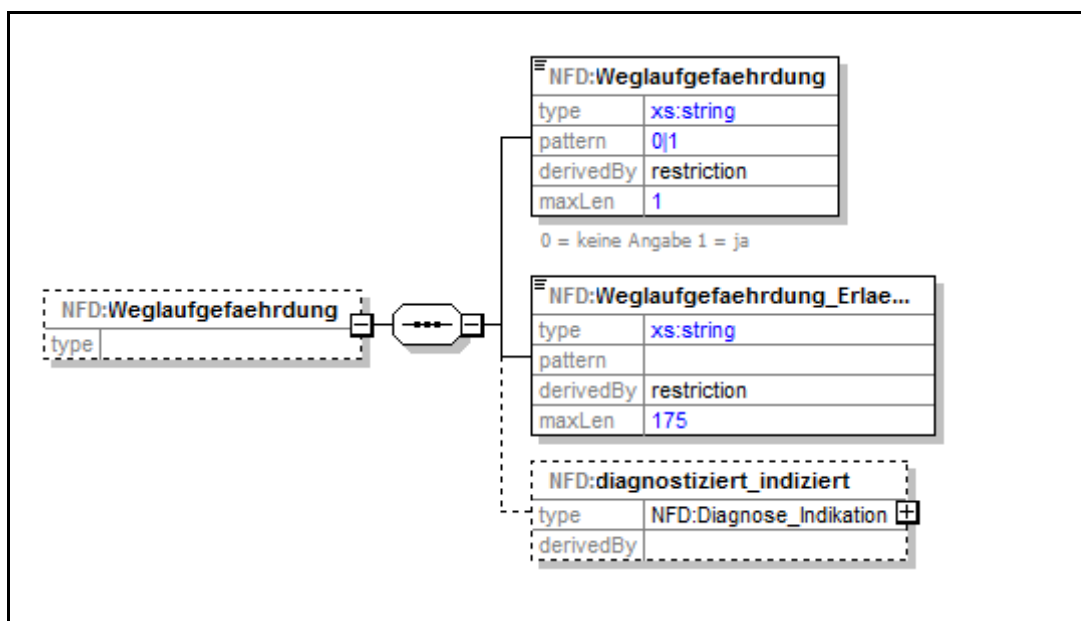 NFD:Weglaufgefaehrdung
type xs:string
pattern 0|1
derivedBy restriction
maxLen 1
0 = keine Angabe 1 = ja
NFD:Weglaufgefaehrdung
type
NFD:Weglaufgefaehrdung_Erlae...
type xs:string
pattern
derivedBy restriction
maxLen 175
NFD:diagnostiziert_indiziert
type NFD:Diagnose_Indikation
derivedBy